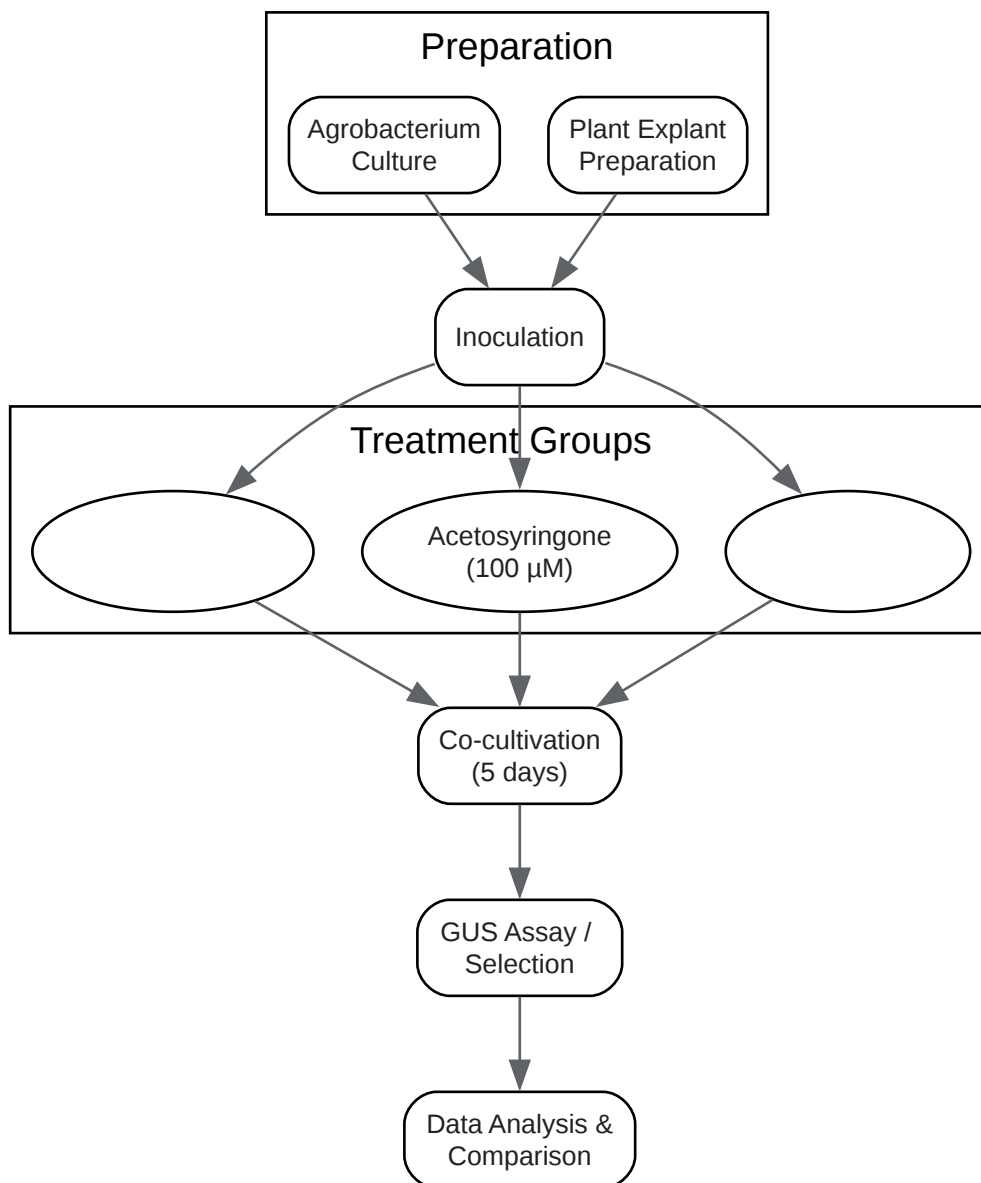 Preparation
Agrobacterium
Culture
Plant Explant
Preparation
Inoculation
Treatment Groups
Acetosyringone
(100 µM)
Co-cultivation
(5 days)
GUS Assay /
Selection
Data Analysis &
Comparison